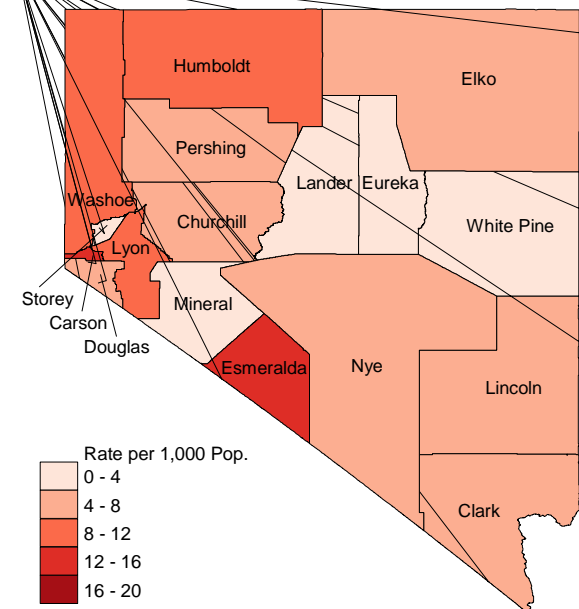 Humboldt
Elko
Pershing
Lander
Eureka
Washoe
Churchill
White Pine
Lyon
Storey
Mineral
Carson
Douglas
Esmeralda
Nye
Lincoln
Clark
Rate per 1,000 Pop.
0 - 4
4 - 8
8 - 12
12 - 16
16 - 20